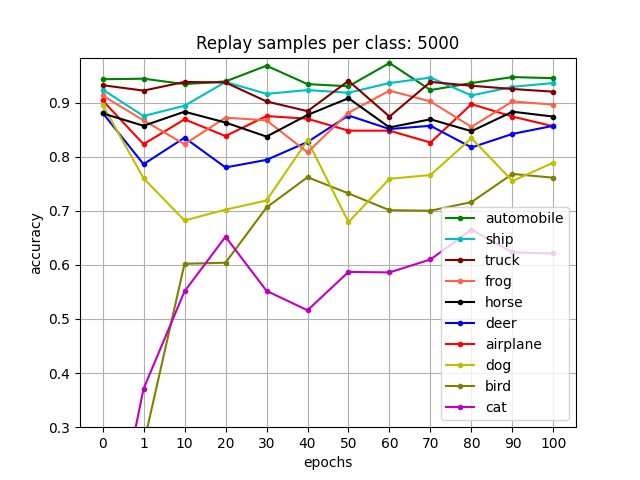 Replay samples per class: 5000
accuracy
0.9
0.8
0.7
0.6
0.5
0.4
0.3
automobile
ship
truck
frog
horse
deer
airplane
dog
bird
cat
0 1 10 20 30 40 50 60 70 80 90 100
epochs